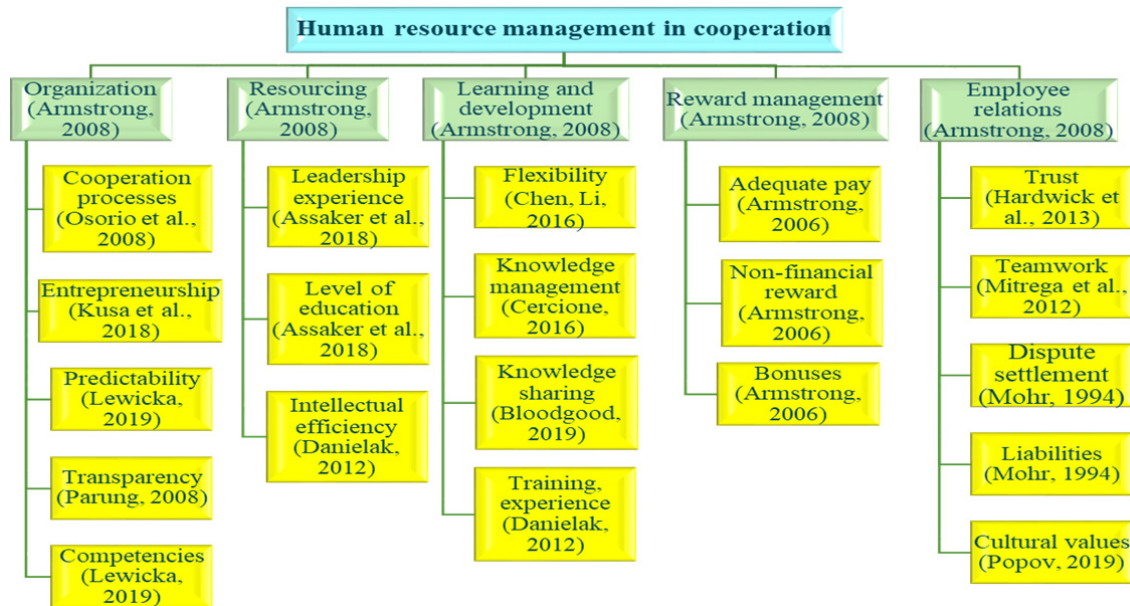 Human resource management in cooperation
Organization
(Armstrong,
2008)
Cooperation
processes
(Osorio et al.,
2008)
Entrepreneurship
(Kusa et al.,
2018)
Predictability
(Lewicka,
2019)
Transparency
(Parung, 2008)
Competencies
(Lewicka,
2019)
Resourcing
(Armstrong,
2008)
Leadership
experience
(Assaker et al.,
2018)
Level of
education
(Assaker et al.,
2018)
Intellectual
efficiency
(Danielak,
2012)
Learning and
development
(Armstrong, 2008)
Flexibility
(Chen, Li,
2016)
Knowledge
management
(Cercione,
2016)
Knowledge
sharing
(Bloodgood,
2019)
Training,
experience
(Danielak,
2012)
Reward management
(Armstrong, 2008)
Adequate pay
(Armstrong,
2006)
Non-financial
reward
(Armstrong,
2006)
Bonuses
(Armstrong,
2006)
Employee
relations
(Armstrong, 2008)
Trust
(Hardwick
et al., 2013)
Teamwork
(Mitrega et al.,
2012)
Dispute
settlement
(Mohr, 1994)
Liabilities
(Mohr, 1994)
Cultural values
(Popov, 2019)